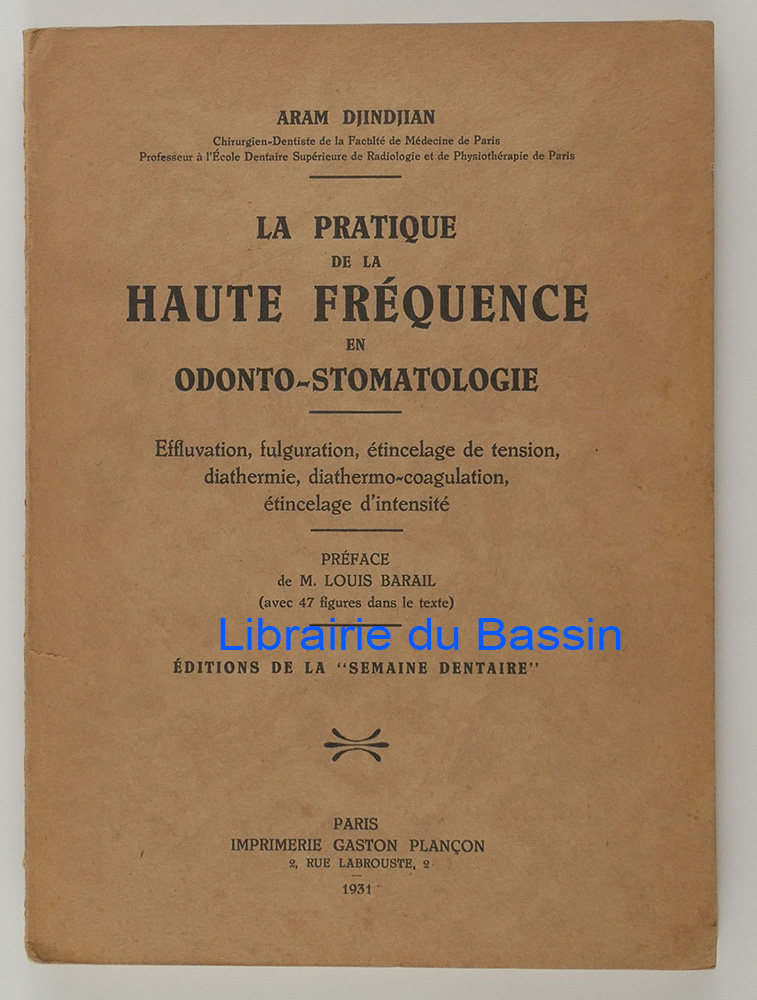 ARAM DJINDJIAN
Chirurgien-Dentiste de la Faculté de Médecine de Paris
Professeur à l'École Dentaire Supérieure de Radiologie et de Physiothérapie de Paris
LA PRATIQUE
DE LA
HAUTE FRÉQUENCE
EN
ODONTO-STOMATOLOGIE
Effluvation, fulguration, étincelage de tension,
diathermie, diathermo-coagulation,
étincelage d'intensité
PRÉFACE
de M. LOUIS BARAIL
(avec 47 figures dans le texte)
Librairie du Bassin
ÉDITIONS DE LA "SEMAINE DENTAIRE"
PARIS
IMPRIMERIE GASTON PLANÇON
2, RUE LABROUSTE, 2
1931